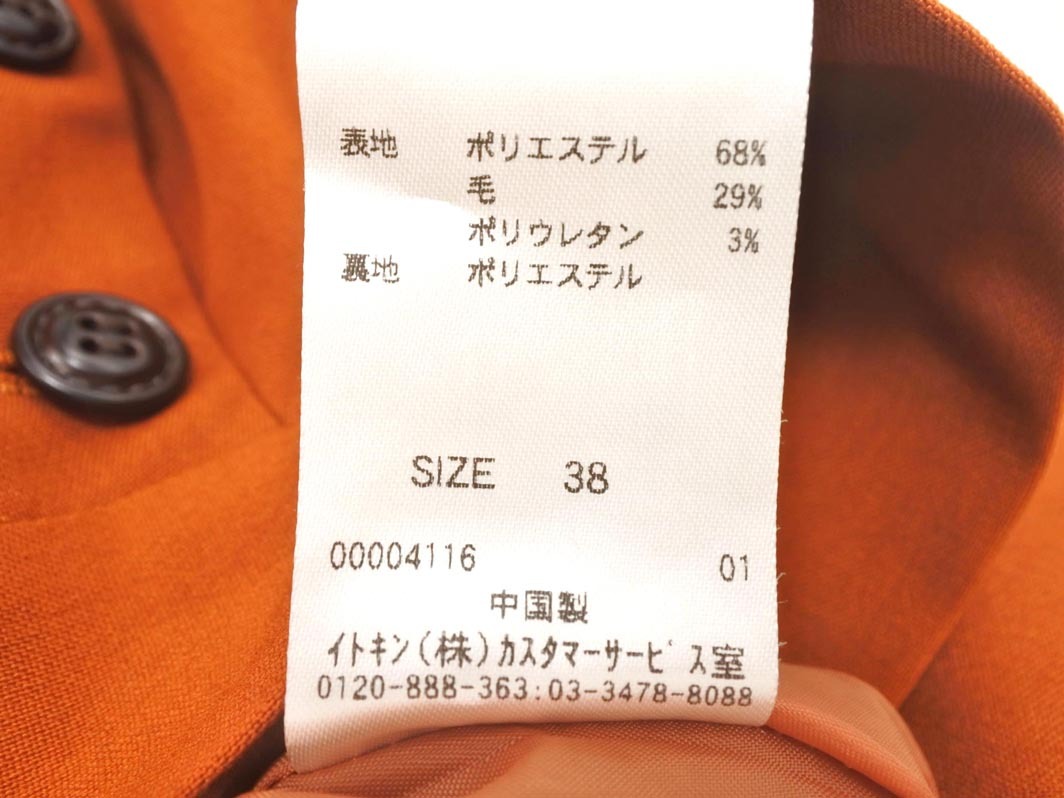 表地 ポリエステル 68%
毛 29%
ポリウレタン 3%
裏地 ポリエステル
SIZE 38
00004116 01
中国製
イトキン(株)カスタマーサービス室
0120-888-363:03-3478-8088